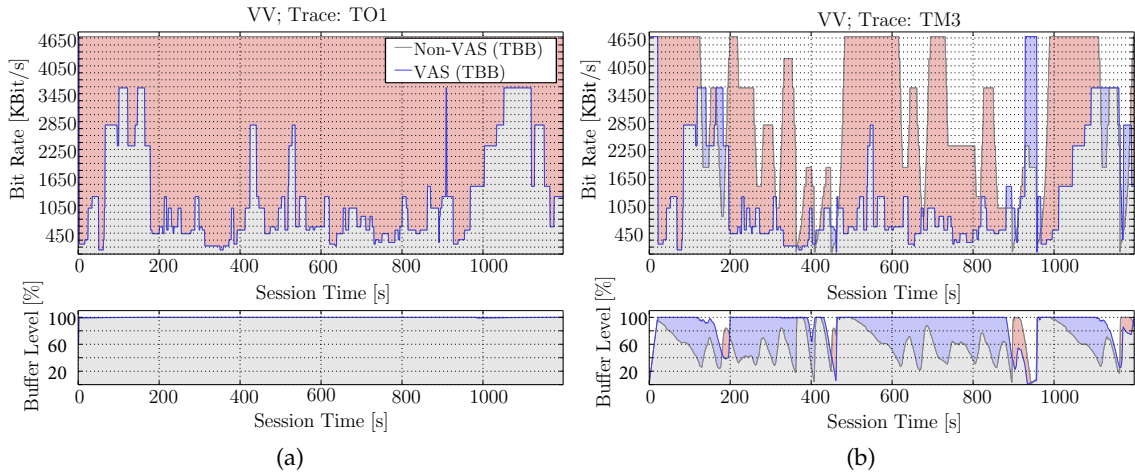 VV; Trace: TO1
4650
4050
3450
2850
2250
1650
1050
450
Bit Rate [KBit/s]
Non-VAS (TBB)
VAS (TBB)
0 200 400 600 800 1000
Session Time [s]
100
60
20
Buffer Level [%]
0 200 400 600 800 1000
Session Time [s]
(a)
VV; Trace: TM3
4650
4050
3450
2850
2250
1650
1050
450
Bit Rate [KBit/s]
0 200 400 600 800 1000
Session Time [s]
100
60
20
Buffer Level [%]
0 200 400 600 800 1000
Session Time [s]
(b)